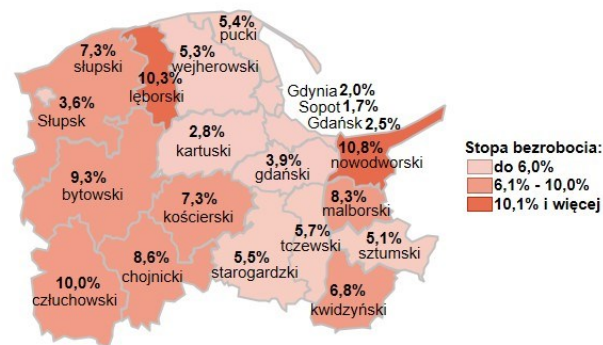 5,4%
pucki
7,3%
słupski
5,3%
wejherowski
10,3%
lęborski
3,6%
Słupsk
Gdynia 2,0%
Sopot 1,7%
Gdańsk 2,5%
2,8%
kartuski
10,8%
nowodworski
3,9%
gdański
9,3%
bytowski
7,3%
kościerski
8,3%
malborski
5,7%
tczewski
5,1%
sztumski
8,6%
chojnicki
5,5%
starogardzki
10,0%
człuchowski
6,8%
kwidzyński
Stopa bezrobocia:
do 6,0%
6,1% - 10,0%
10,1% i więcej